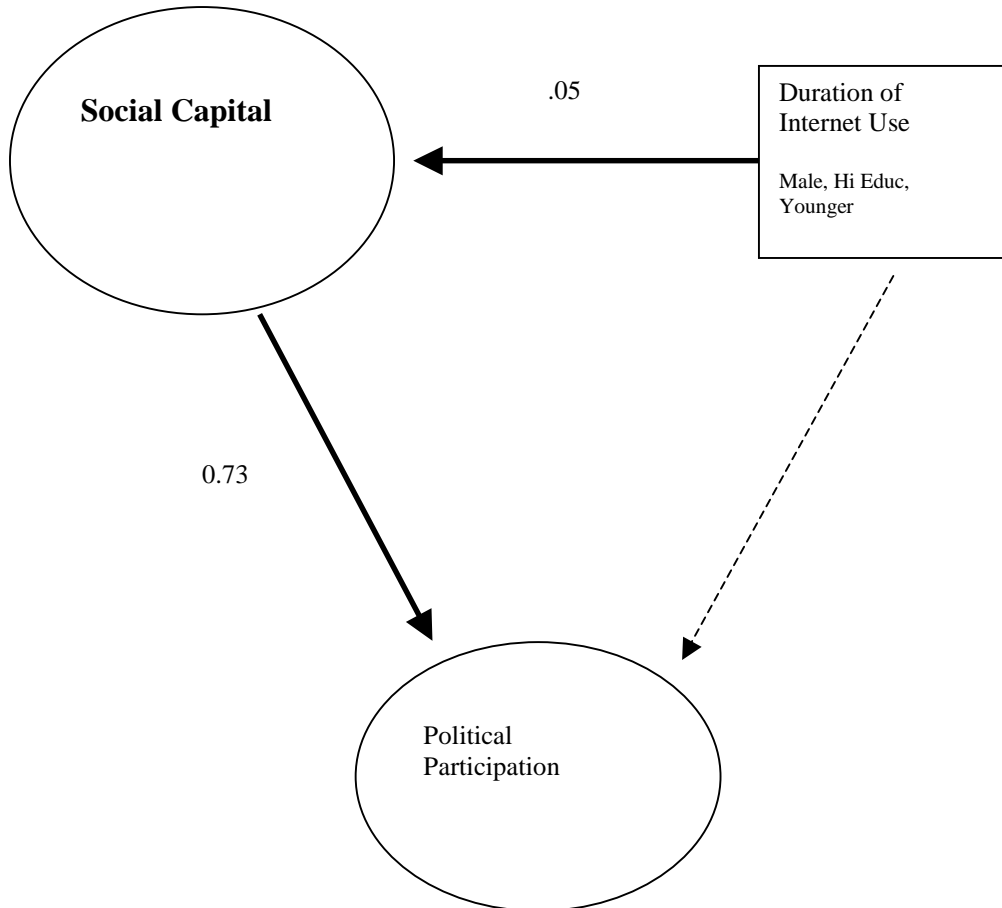 Social Capital
.05
Duration of
Internet Use
Male, Hi Educ,
Younger
0.73
Political
Participation